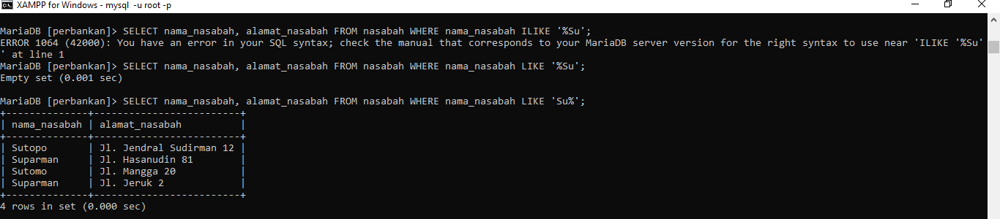 XAMPP for Windows - mysql -u root -p
MariaDB [perbankan]> SELECT nama_nasabah, alamat_nasabah FROM nasabah WHERE nama_nasabah ILIKE '%Su';
ERROR 1064 (42000): You have an error in your SQL syntax; check the manual that corresponds to your MariaDB server version for the right syntax to use near 'ILIKE '%Su'
' at line 1
MariaDB [perbankan]> SELECT nama_nasabah, alamat_nasabah FROM nasabah WHERE nama_nasabah LIKE '%Su';
Empty set (0.001 sec)
MariaDB [perbankan]> SELECT nama_nasabah, alamat_nasabah FROM nasabah WHERE nama_nasabah LIKE 'Su%';
+--------------+-------------------------+
| nama_nasabah | alamat_nasabah          |
+--------------+-------------------------+
| Sutopo       | Jl. Jendral Sudirman 12 |
| Suparman     | Jl. Hasanudin 81        |
| Sutomo       | Jl. Mangga 20           |
| Suparman     | Jl. Jeruk 2             |
+--------------+-------------------------+
4 rows in set (0.000 sec)